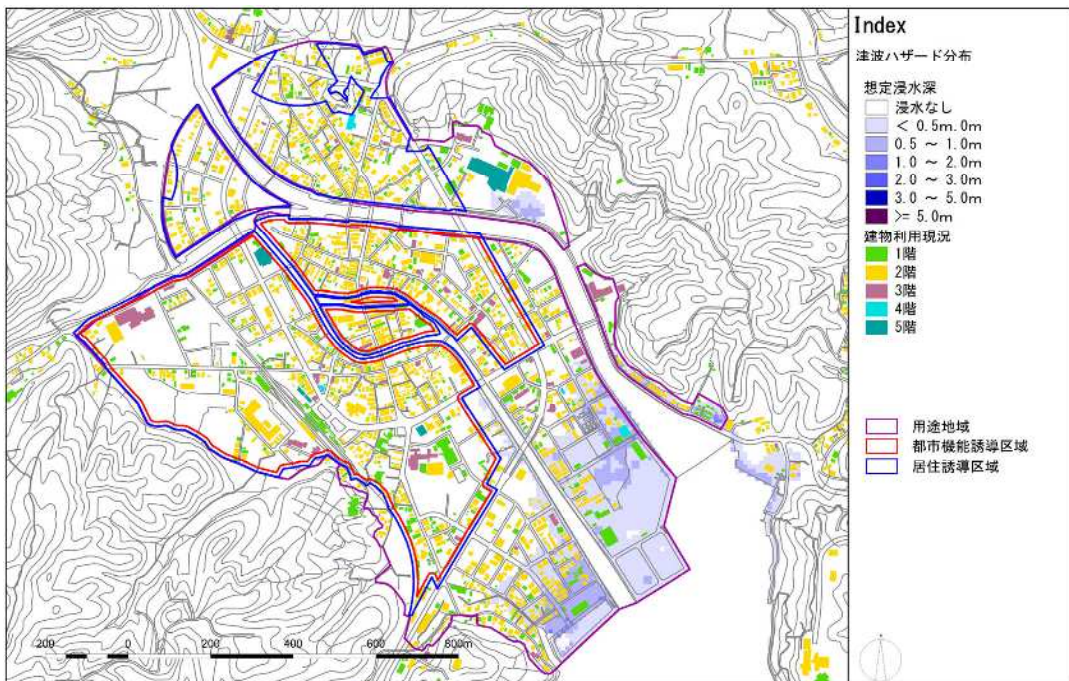 Index
津波ハザード分布
想定浸水深
浸水なし
< 0.5m.0m
0.5 ～ 1.0m
1.0 ～ 2.0m
2.0 ～ 3.0m
3.0 ～ 5.0m
>= 5.0m
建物利用現況
1階
2階
3階
4階
5階
用途地域
都市機能誘導区域
居住誘導区域
200 0 200 400 600 800m